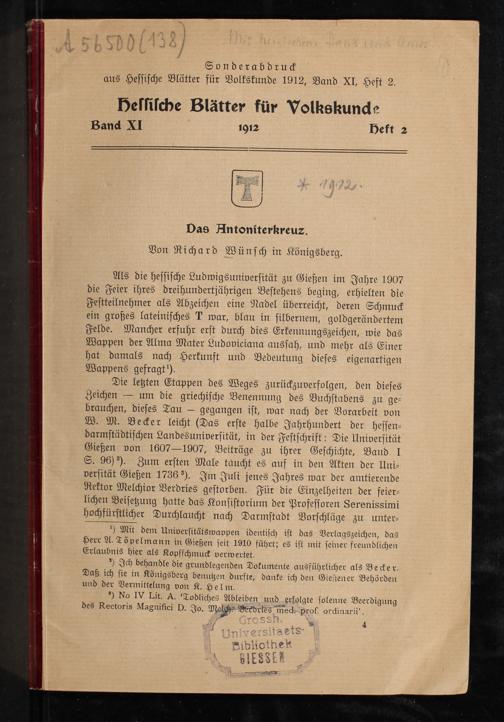 A 56500 (138)
Sonderabdruck
aus Hessische Blätter für Volkskunde 1912, Band XI, Heft 2.
Hessische Blätter für Volkskunde
Band XI 1912 Heft 2
T
* 1912.
Das Antoniterkreuz.
Von Richard Wünsch in Königsberg.
Als die hessische Ludwigsuniversität zu Gießen im Jahre 1907
die Feier ihres dreihundertjährigen Bestehens beging, erhielten die
Festteilnehmer als Abzeichen eine Nadel überreicht, deren Schmuck
ein großes lateinisches T war, blau in silbernem, goldgerändertem
Felde. Mancher erfuhr erst durch dies Erkennungszeichen, wie das
Wappen der Alma Mater Ludoviciana aussah, und mehr als Einer
hat damals nach Herkunft und Bedeutung dieses eigenartigen
Wappens gefragt¹).
Die letzten Etappen des Weges zurückzuverfolgen, den dieses
Zeichen — um die griechische Benennung des Buchstabens zu ge-
brauchen, dieses Tau — gegangen ist, war nach der Vorarbeit von
W. M. Becker leicht (Das erste halbe Jahrhundert der hessen-
darmstädtischen Landesuniversität, in der Festschrift: Die Universität
Gießen von 1607—1907, Beiträge zu ihrer Geschichte, Band I
S. 96)²). Zum ersten Male taucht es auf in den Akten der Uni-
versität Gießen 1736³). Im Juli jenes Jahres war der amtierende
Rektor Melchior Verdries gestorben. Für die Einzelheiten der feier-
lichen Beisetzung hatte das Konsistorium der Professoren Serenissimi
hochfürstlicher Durchlaucht nach Darmstadt Vorschläge zu unter-
¹) Mit dem Universitätswappen identisch ist das Verlagszeichen, das
Herr A. Töpelmann in Gießen seit 1910 führt; es ist mit seiner freundlichen
Erlaubnis hier als Kopfschmuck verwertet.
²) Ich behandle die grundlegenden Dokumente ausführlicher als Becker.
Daß ich sie in Königsberg benutzen durfte, danke ich den Gießener Behörden
und der Vermittelung von K. Helm.
³) No IV Lit. A. 'Todliches Ableiben und erfolgte solenne Beerdigung
des Rectoris Magnifici D. Jo. Melch. Verdries med. prof. ordinarii'.
4
Grossh.
Universitaets-
Bibliothek
GIESSEN